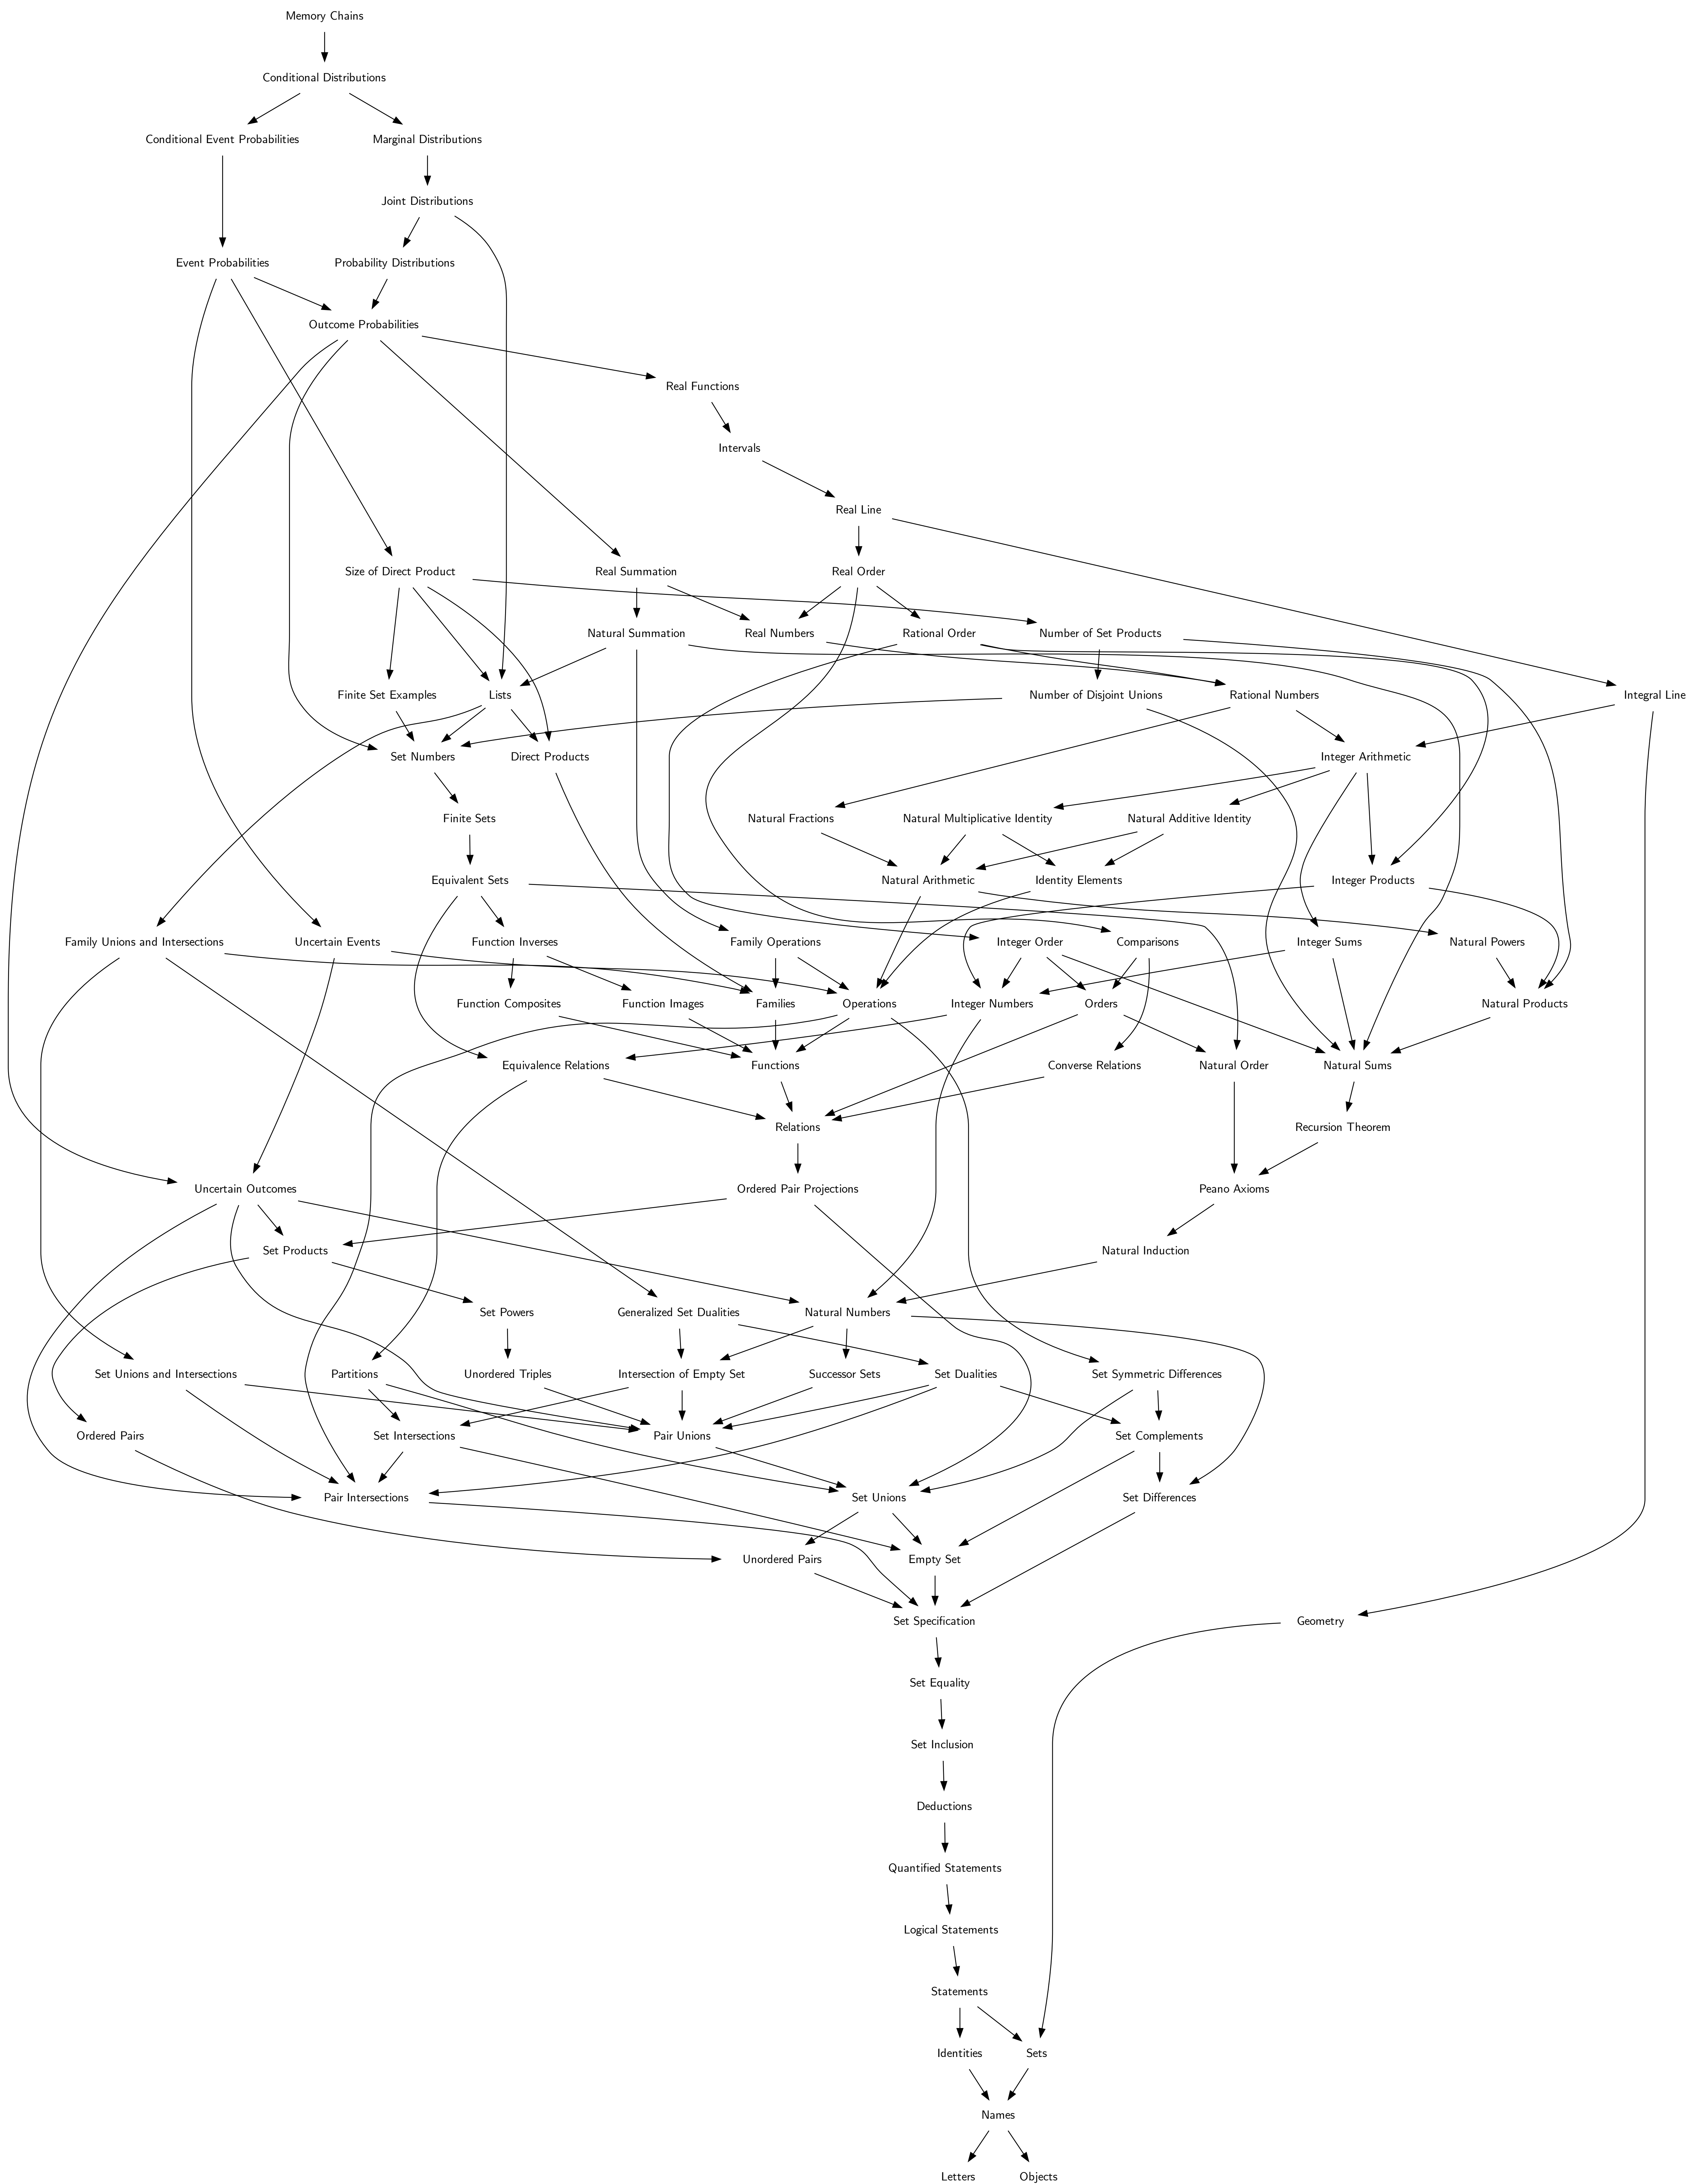 Memory Chains
Conditional Distributions
Conditional Event Probabilities
Marginal Distributions
Joint Distributions
Event Probabilities
Probability Distributions
Outcome Probabilities
Real Functions
Intervals
Real Line
Size of Direct Product
Real Summation
Real Order
Natural Summation
Real Numbers
Rational Order
Number of Set Products
Finite Set Examples
Lists
Number of Disjoint Unions
Rational Numbers
Integral Line
Set Numbers
Direct Products
Integer Arithmetic
Finite Sets
Natural Fractions
Natural Multiplicative Identity
Natural Additive Identity
Equivalent Sets
Natural Arithmetic
Identity Elements
Integer Products
Family Unions and Intersections
Uncertain Events
Function Inverses
Family Operations
Integer Order
Comparisons
Integer Sums
Natural Powers
Function Composites
Function Images
Families
Operations
Integer Numbers
Orders
Natural Products
Equivalence Relations
Functions
Converse Relations
Natural Order
Natural Sums
Relations
Recursion Theorem
Uncertain Outcomes
Ordered Pair Projections
Peano Axioms
Set Products
Natural Induction
Set Powers
Generalized Set Dualities
Natural Numbers
Set Unions and Intersections
Partitions
Unordered Triples
Intersection of Empty Set
Successor Sets
Set Dualities
Set Symmetric Differences
Ordered Pairs
Set Intersections
Pair Unions
Set Complements
Pair Intersections
Set Unions
Set Differences
Unordered Pairs
Empty Set
Set Specification
Geometry
Set Equality
Set Inclusion
Deductions
Quantified Statements
Logical Statements
Statements
Identities
Sets
Names
Letters
Objects